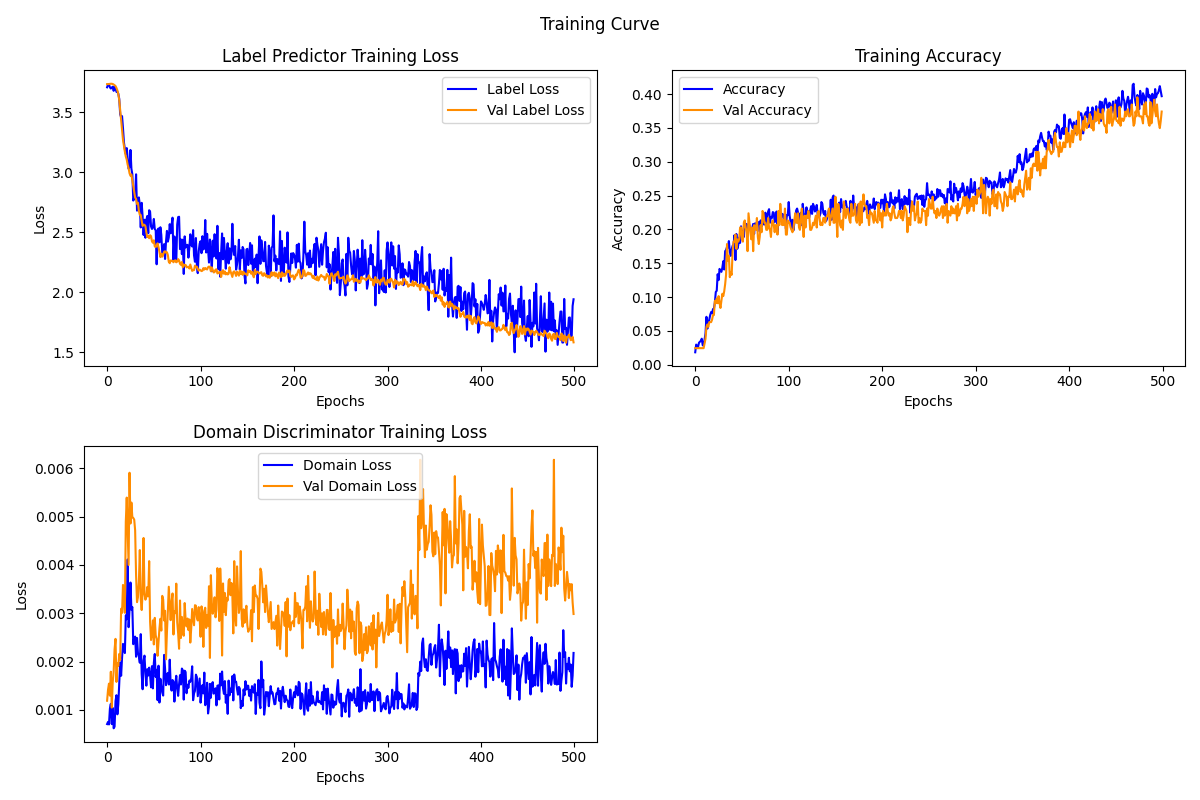 Training Curve
Label Predictor Training Loss
Label Loss
Val Label Loss
3.5
3.0
2.5
2.0
1.5
Loss
0
100
200
300
400
500
Epochs
Training Accuracy
Accuracy
Val Accuracy
0.40
0.35
0.30
0.25
0.20
0.15
0.10
0.05
0.00
Accuracy
0
100
200
300
400
500
Epochs
Domain Discriminator Training Loss
Domain Loss
Val Domain Loss
0.006
0.005
0.004
0.003
0.002
0.001
Loss
0
100
200
300
400
500
Epochs